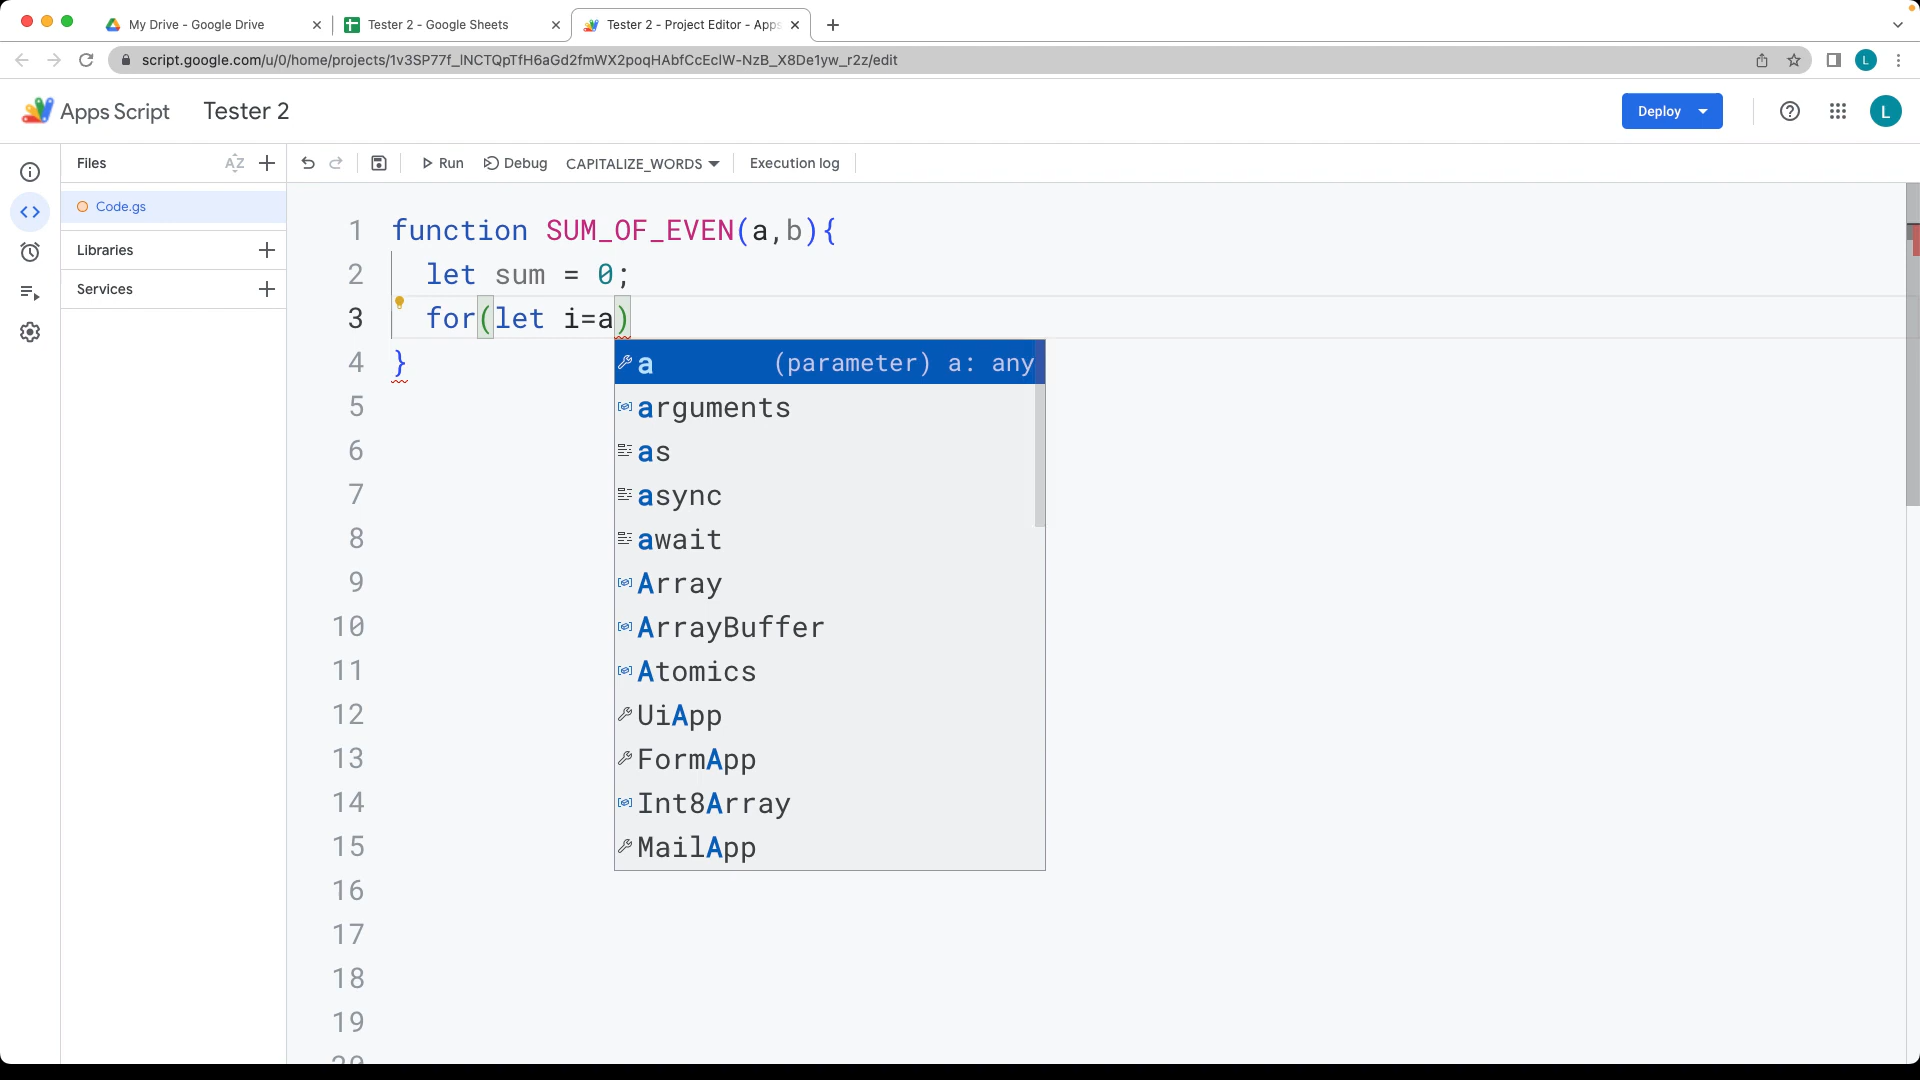 My Drive - Google Drive
Tester 2 - Google Sheets
Tester 2 - Project Editor - Apps
script.google.com/u/0/home/projects/1v3SP77f_lNCTQpTfH6aGd2fmWX2poqHAbfCcEclW-NzB_X8De1yw_r2z/edit
L
Apps Script
Tester 2
Deploy
L
Files
AZ
Run
Debug
CAPITALIZE_WORDS
Execution log
Code.gs
Libraries
Services
1 function SUM_OF_EVEN(a,b){
2 let sum = 0;
3 for(let i=a)
4 }
a (parameter) a: any
5
arguments
6
as
7
async
8
await
9
Array
10
ArrayBuffer
11
Atomics
12
UiApp
13
FormApp
14
Int8Array
15
MailApp
16
17
18
19
20